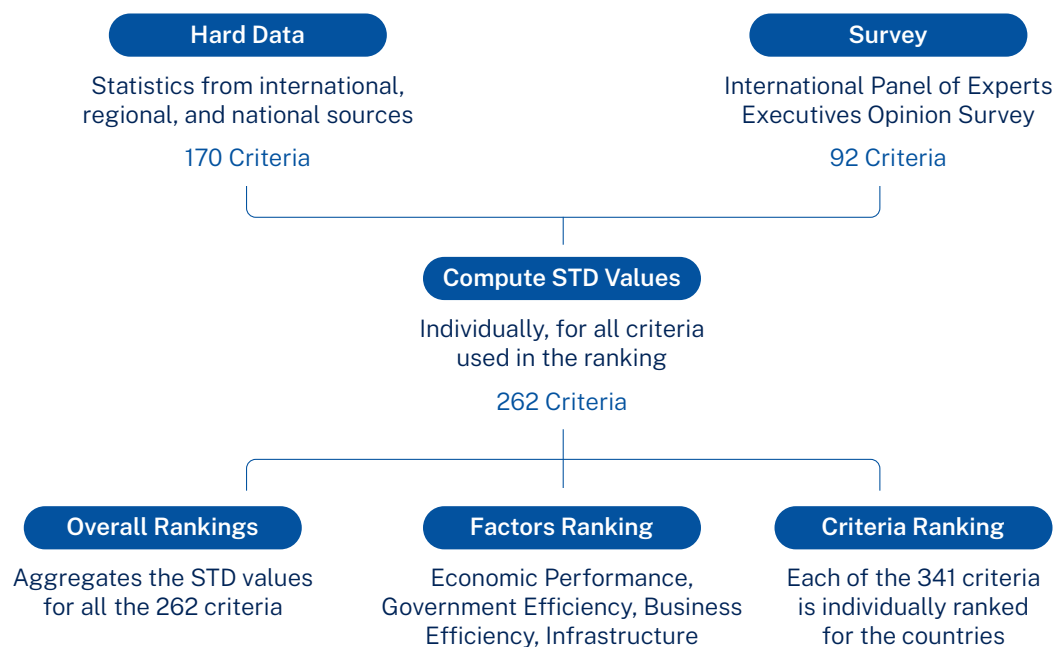 Hard Data
Statistics from international,
regional, and national sources
170 Criteria
Survey
International Panel of Experts
Executives Opinion Survey
92 Criteria
Compute STD Values
Individually, for all criteria
used in the ranking
262 Criteria
Overall Rankings
Aggregates the STD values
for all the 262 criteria
Factors Ranking
Economic Performance,
Government Efficiency, Business
Efficiency, Infrastructure
Criteria Ranking
Each of the 341 criteria
is individually ranked
for the countries